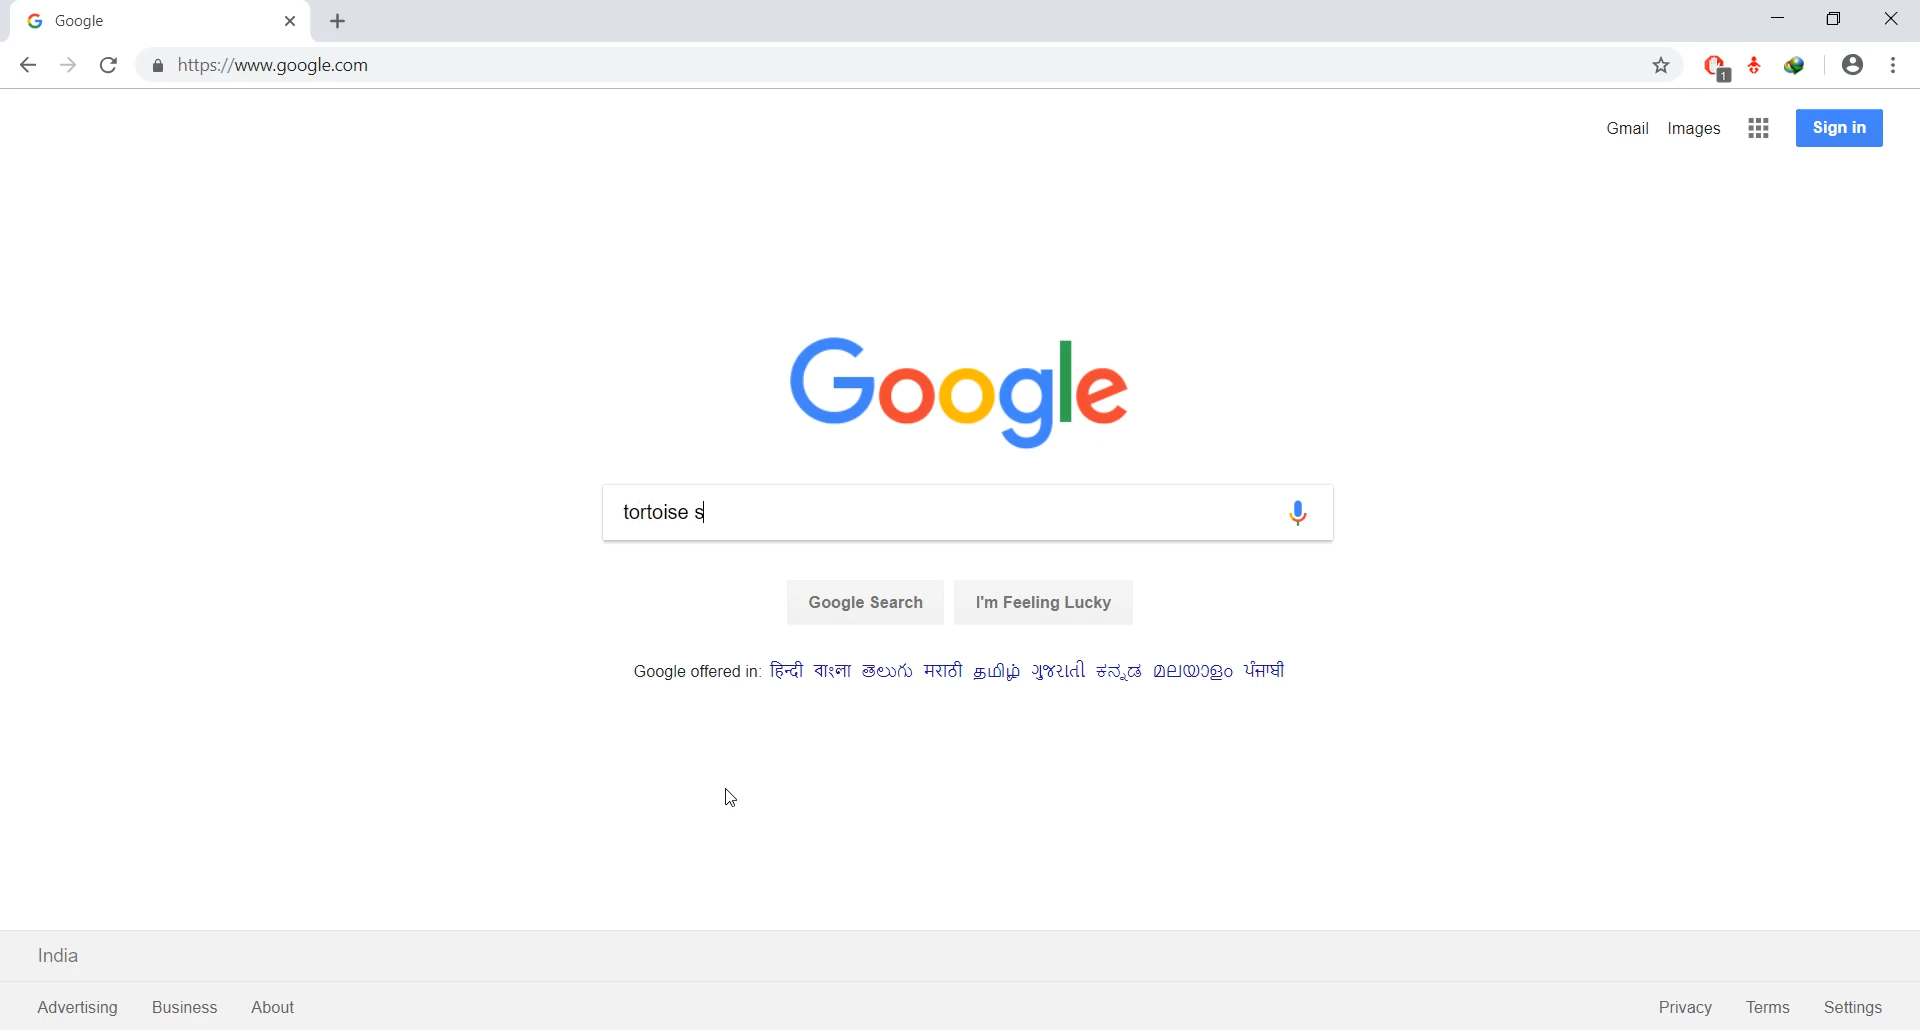 Google
https://www.google.com
1
Gmail Images Sign in
Google
tortoise s
Google Search I'm Feeling Lucky
Google offered in: हिन्दी বাংলা తెలుగు मराठी தமிழ் ગુજરાતી ಕನ್ನಡ മലയാളം ਪੰਜਾਬੀ
India
Advertising Business About Privacy Terms Settings